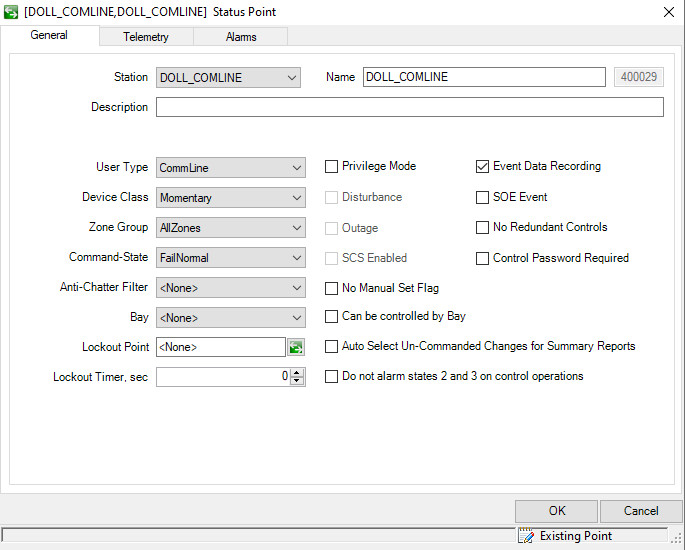 [DOLL_COMLINE,DOLL_COMLINE] Status Point
General Telemetry Alarms
Station DOLL_COMLINE Name DOLL_COMLINE 400029
Description
User Type CommLine Privilege Mode Event Data Recording
Device Class Momentary Disturbance SOE Event
Zone Group AllZones Outage No Redundant Controls
Command-State FailNormal SCS Enabled Control Password Required
Anti-Chatter Filter <None> No Manual Set Flag
Bay <None> Can be controlled by Bay
Lockout Point <None> Auto Select Un-Commanded Changes for Summary Reports
Lockout Timer, sec 0 Do not alarm states 2 and 3 on control operations
OK Cancel
Existing Point